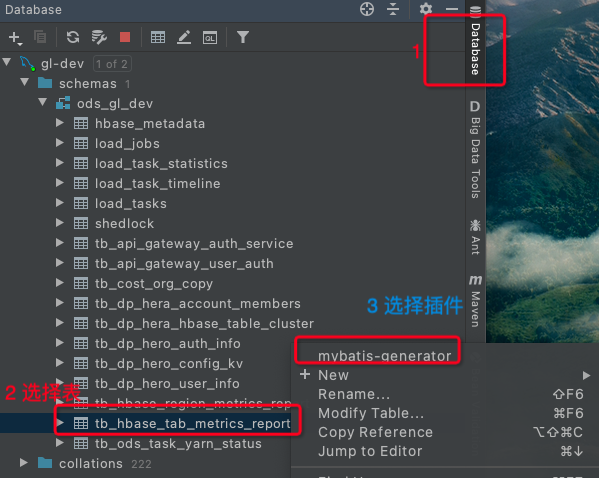 Database
gl-dev 1 of 2
schemas 1
ods_gl_dev
hbase_metadata
load_jobs
load_task_statistics
load_task_timeline
load_tasks
shedlock
tb_api_gateway_auth_service
tb_api_gateway_user_auth
tb_cost_org_copy
tb_dp_hera_account_members
tb_dp_hera_hbase_table_cluster
tb_dp_hero_auth_info
tb_dp_hero_config_kv
tb_dp_hero_user_info
tb_hbase_region_metrics_rep
tb_hbase_tab_metrics_report
tb_ods_task_yarn_status
collations 222
QL
1
2 选择表
3 选择插件
mybatis-generator
New
Rename... ⇧F6
Modify Table... ⌘F6
Copy Reference ⌥⇧⌘C
Jump to Editor ⌘↓
Database
D Big Data Tools
Ant
m Maven